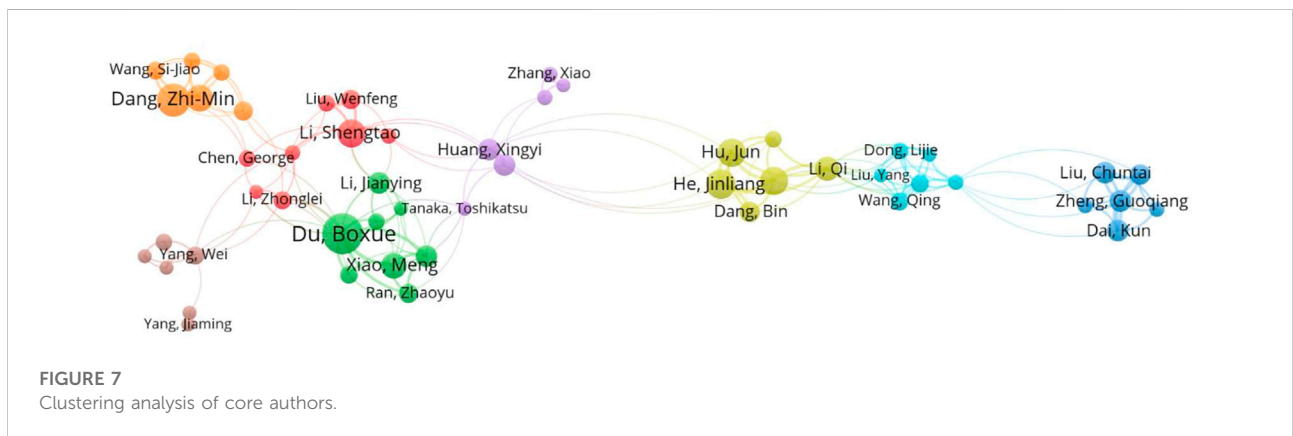 Wang, Si-Jiao
Dang, Zhi-Min
Liu, Wenfeng
Li, Shengtao
Chen, George
Li, Zhonglei
Zhang, Xiao
Huang, Xingyi
Li, Jianying
Tanaka, Toshikatsu
Du, Boxue
Xiao, Meng
Ran, Zhaoyu
Yang, Wei
Yang, Jiaming
Hu, Jun
He, Jinliang
Li, Qi
Dang, Bin
Dong, Lijie
Liu, Yang
Wang, Qing
Liu, Chuntai
Zheng, Guoqiang
Dai, Kun
FIGURE 7
Clustering analysis of core authors.